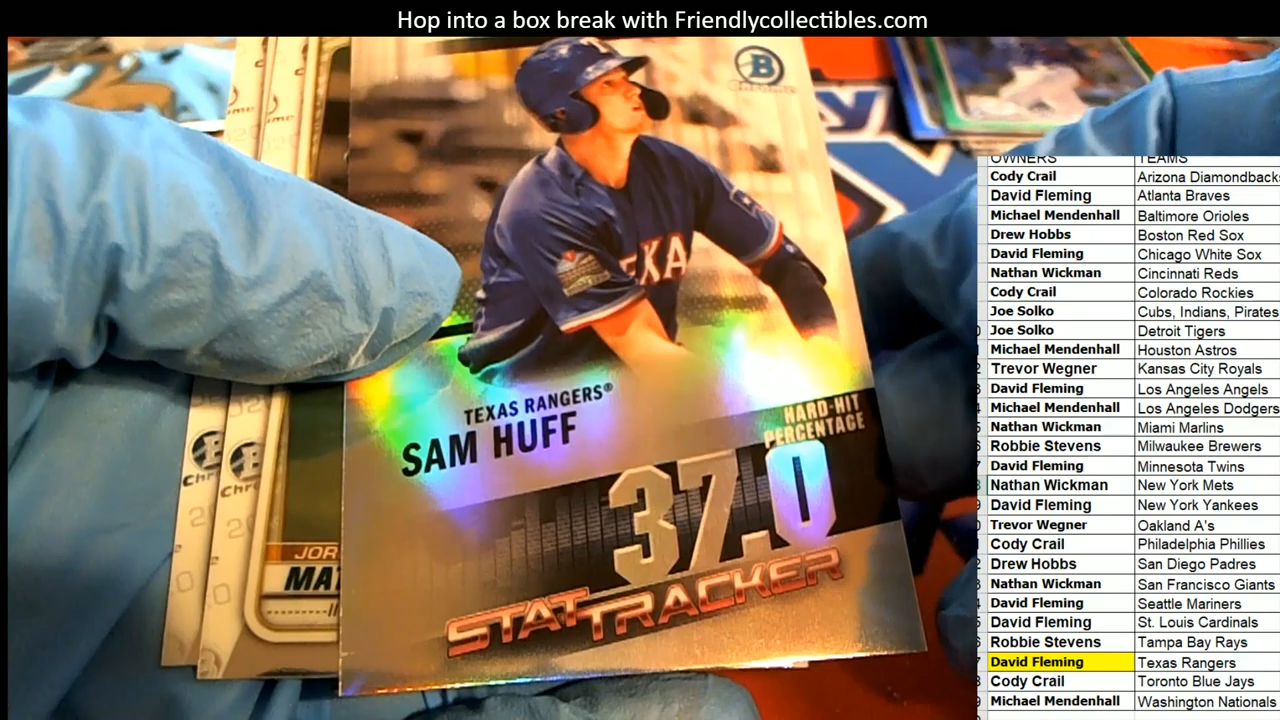 Hop into a box break with Friendlycollectibles.com
B
CHROME
TEXAS RANGERS®
SAM HUFF
HARD-HIT
PERCENTAGE
37.0
STAT TRACKER
OWNERS TEAMS
Cody Crail Arizona Diamondbacks
David Fleming Atlanta Braves
Michael Mendenhall Baltimore Orioles
Drew Hobbs Boston Red Sox
David Fleming Chicago White Sox
Nathan Wickman Cincinnati Reds
Cody Crail Colorado Rockies
Joe Solko Cubs, Indians, Pirates
Joe Solko Detroit Tigers
Michael Mendenhall Houston Astros
Trevor Wegner Kansas City Royals
David Fleming Los Angeles Angels
Michael Mendenhall Los Angeles Dodgers
Nathan Wickman Miami Marlins
Robbie Stevens Milwaukee Brewers
David Fleming Minnesota Twins
Nathan Wickman New York Mets
David Fleming New York Yankees
Trevor Wegner Oakland A's
Cody Crail Philadelphia Phillies
Drew Hobbs San Diego Padres
Nathan Wickman San Francisco Giants
David Fleming Seattle Mariners
David Fleming St. Louis Cardinals
Robbie Stevens Tampa Bay Rays
David Fleming Texas Rangers
Cody Crail Toronto Blue Jays
Michael Mendenhall Washington Nationals